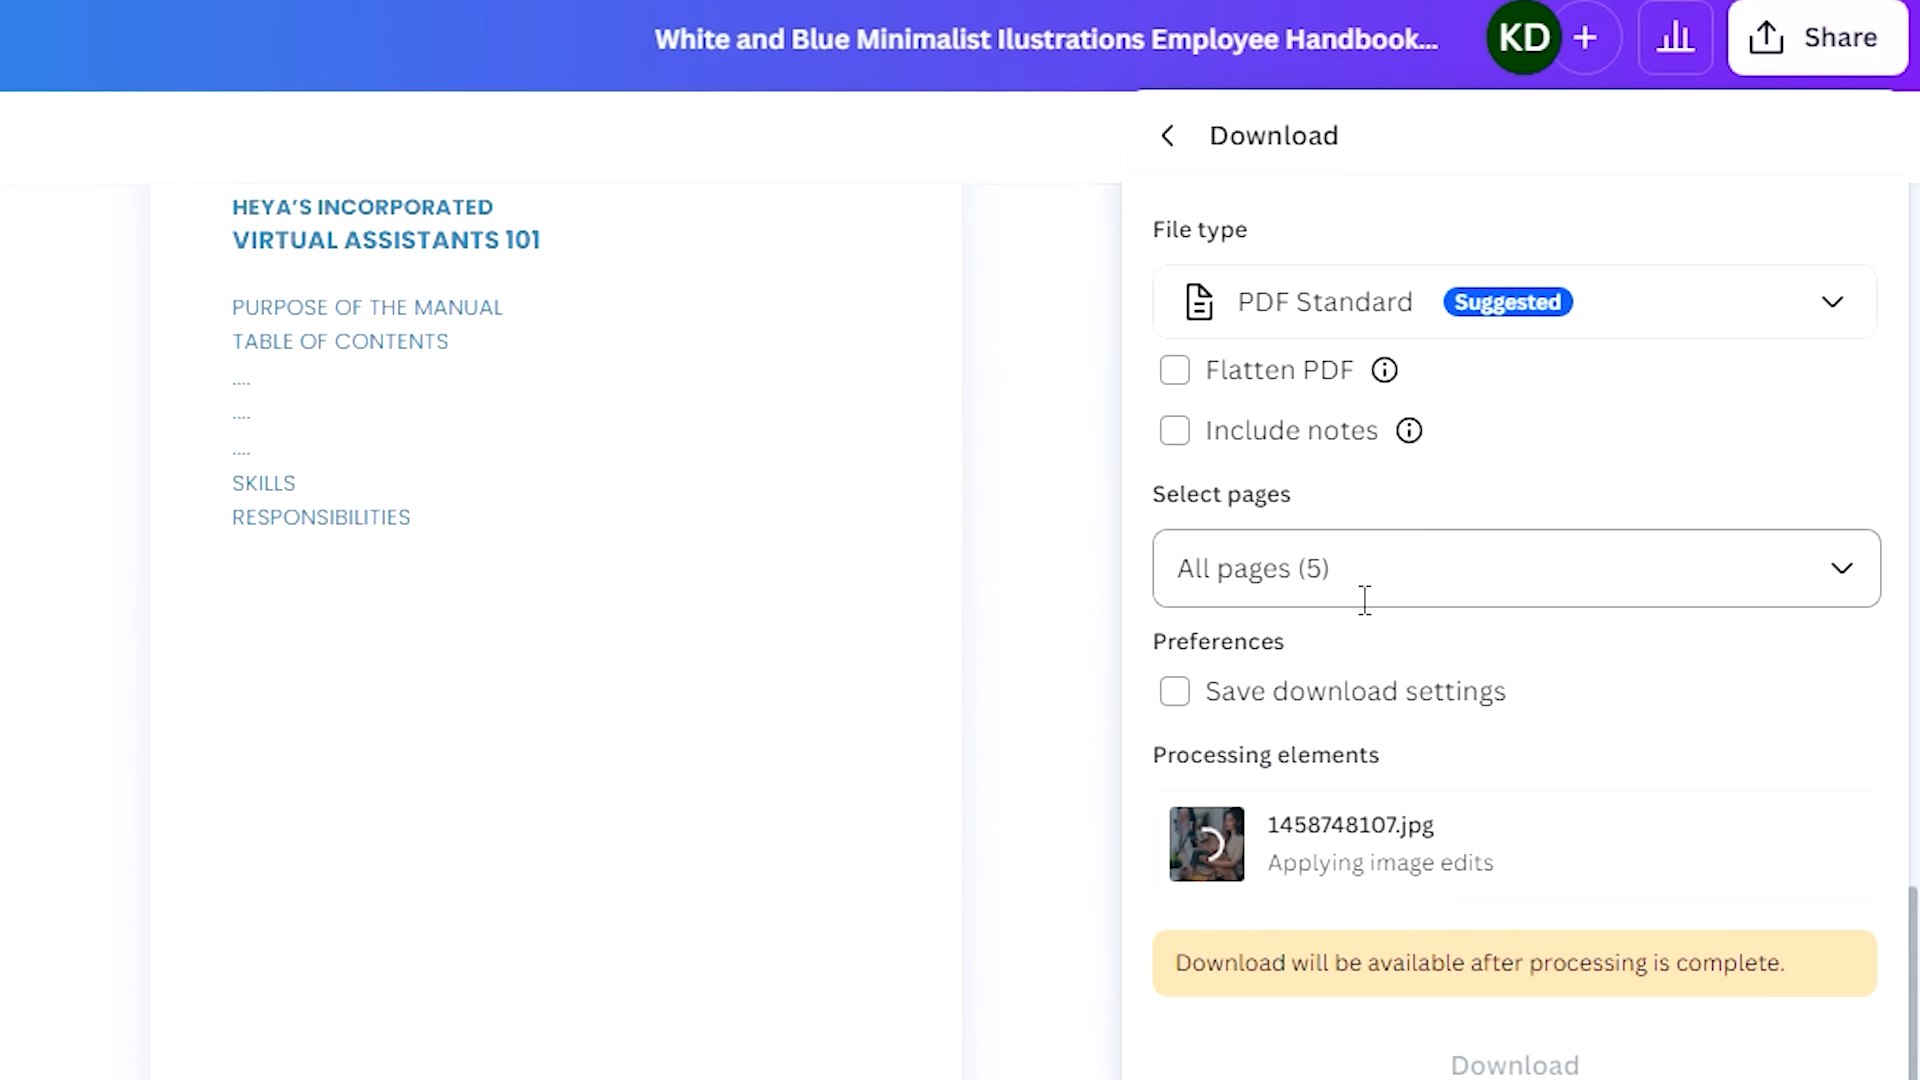 White and Blue Minimalist Ilustrations Employee Handbook...
KD
Share
Download
HEYA’S INCORPORATED
VIRTUAL ASSISTANTS 101
PURPOSE OF THE MANUAL
TABLE OF CONTENTS
....
....
....
SKILLS
RESPONSIBILITIES
File type
PDF Standard Suggested
Flatten PDF
Include notes
Select pages
All pages (5)
Preferences
Save download settings
Processing elements
1458748107.jpg
Applying image edits
Download will be available after processing is complete.
Download